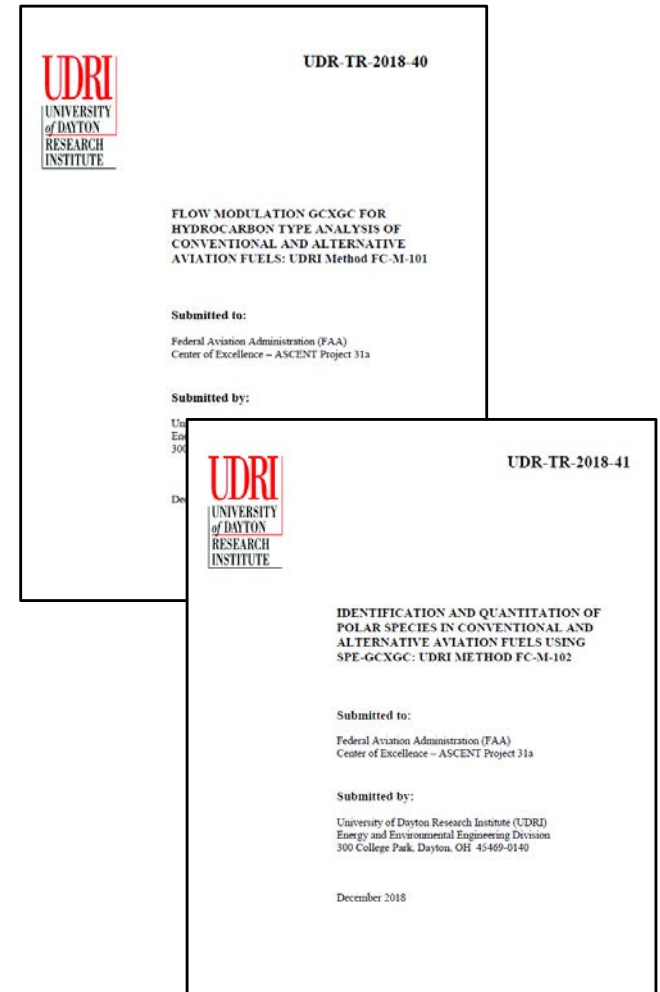 UDRI
UNIVERSITY
of DAYTON
RESEARCH
INSTITUTE
UDR-TR-2018-40
FLOW MODULATION GCXGC FOR
HYDROCARBON TYPE ANALYSIS OF
CONVENTIONAL AND ALTERNATIVE
AVIATION FUELS: UDRI Method FC-M-101
Submitted to:
Federal Aviation Administration (FAA)
Center of Excellence – ASCENT Project 31a
Submitted by:
300
UDRI
UNIVERSITY
of DAYTON
RESEARCH
INSTITUTE
UDR-TR-2018-41
IDENTIFICATION AND QUANTITATION OF
POLAR SPECIES IN CONVENTIONAL AND
ALTERNATIVE AVIATION FUELS USING
SPE-GCXGC: UDRI METHOD FC-M-102
Submitted to:
Federal Aviation Administration (FAA)
Center of Excellence – ASCENT Project 31a
Submitted by:
University of Dayton Research Institute (UDRI)
Energy and Environmental Engineering Division
300 College Park, Dayton, OH 45469-0140
December 2018